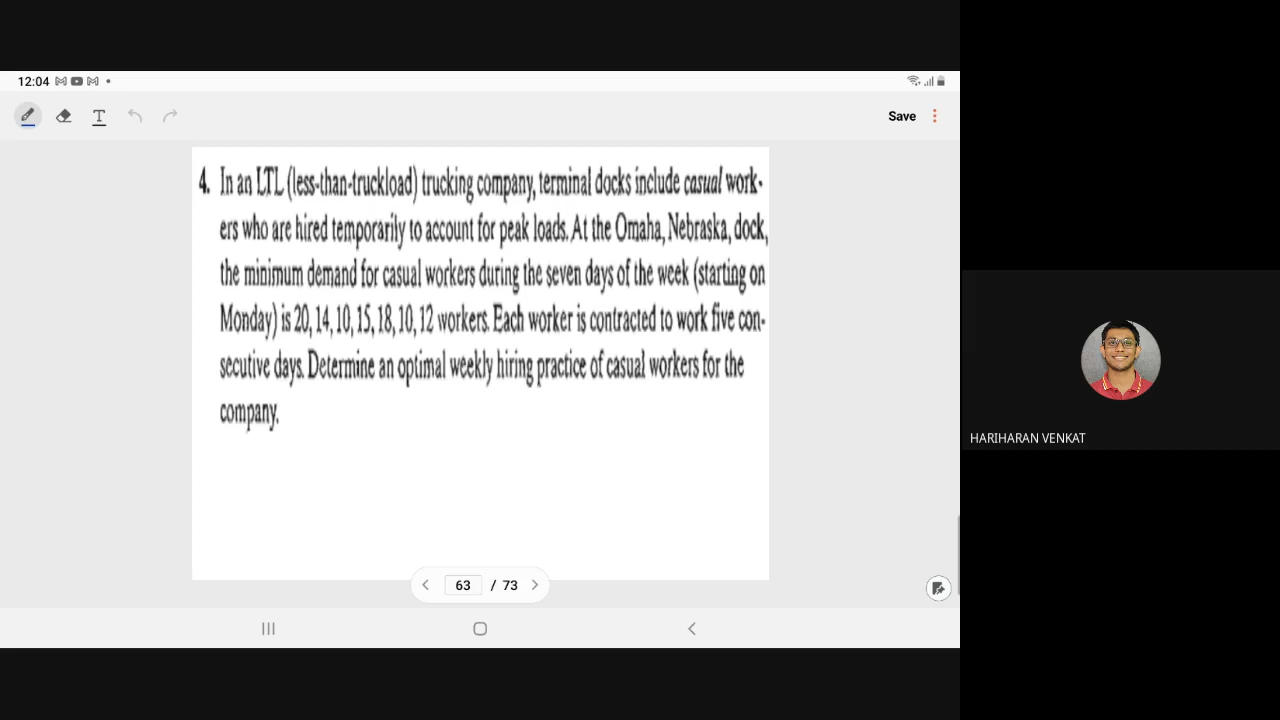 12:04
Save
4. In an LTL (less-than-truckload) trucking company, terminal docks include casual work-
ers who are hired temporarily to account for peak loads. At the Omaha, Nebraska, dock,
the minimum demand for casual workers during the seven days of the week (starting on
Monday) is 20, 14, 10, 15, 18, 10, 12 workers. Each worker is contracted to work five con-
secutive days. Determine an optimal weekly hiring practice of casual workers for the
company.
63 / 73
HARIHARAN VENKAT